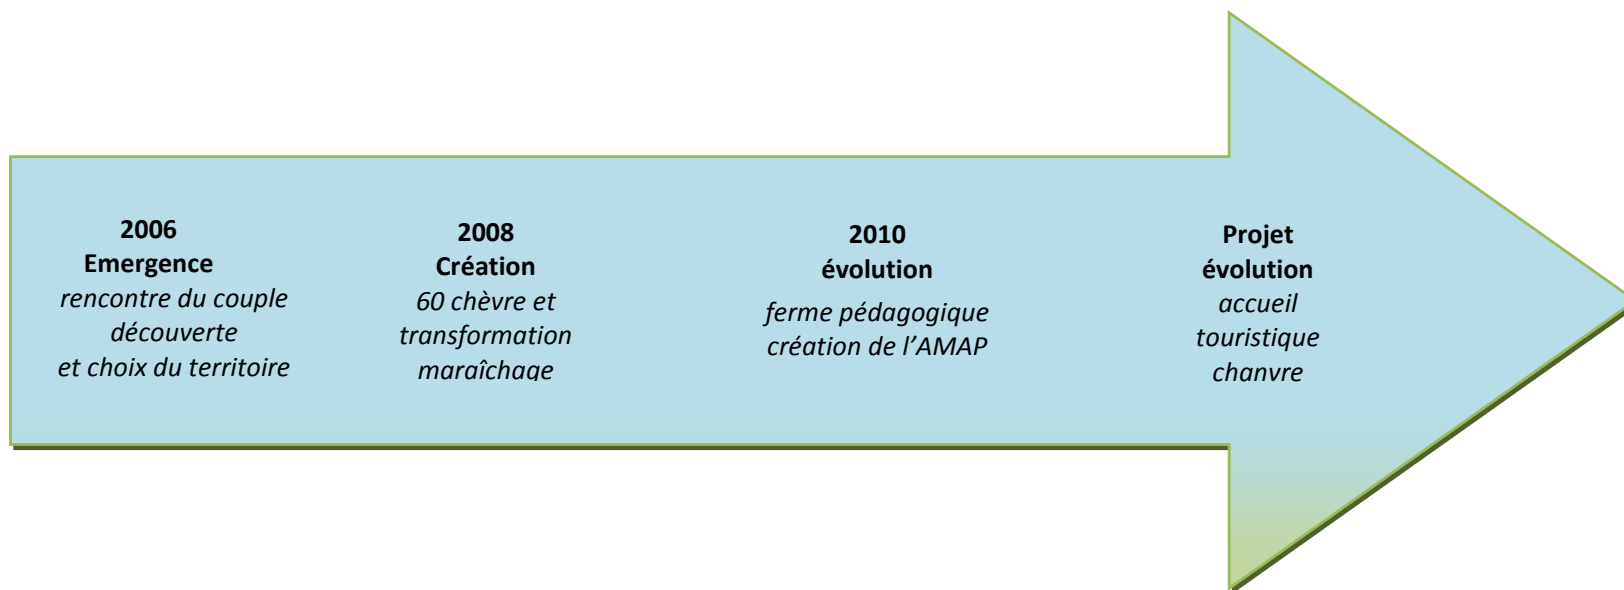 2006
Emergence
rencontre du couple
découverte
et choix du territoire
2008
Création
60 chèvre et
transformation
maraîchage
2010
évolution
ferme pédagogique
création de l’AMAP
Projet
évolution
accueil
touristique
chanvre